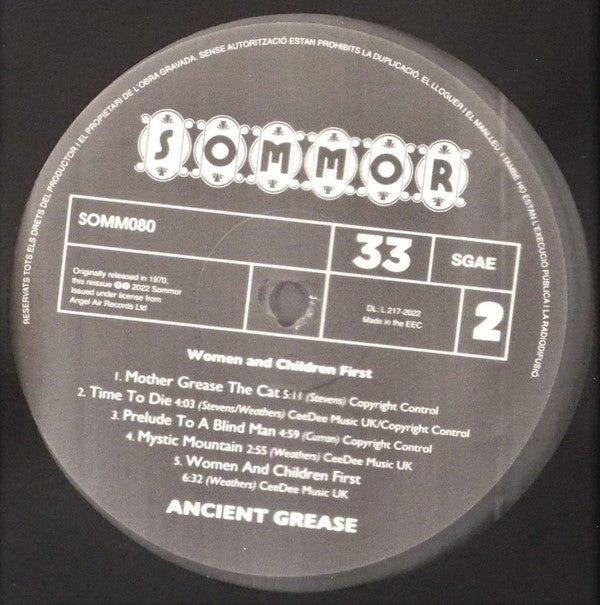 RESERVATS TOTS ELS DRETS DEL PRODUCTOR I EL PROPIETARI DE L'OBRA GRAVADA. SENSE AUTORITZACIÓ ESTAN PROHIBITS LA DUPLICACIÓ, EL LLOGUER I EL MANLLEU I TAMBÉ HO ESTAN L'EXECUCIÓ PÚBLICA I LA RADIODIFUSIÓ.
SOMMOR
SOMM080
33
SGAE
Originally released in 1970,
this reissue ℗© 2022 Sommor
Issued under license from
Angel Air Records Ltd
DL: L 217-2022
Made in the EEC
2
Women and Children First
1. Mother Grease The Cat 5:11 (Stevens) Copyright Control
2. Time To Die 4:03 (Stevens/Weathers) CeeDee Music UK/Copyright Control
3. Prelude To A Blind Man 4:59 (Curran) Copyright Control
4. Mystic Mountain 2:55 (Weathers) CeeDee Music UK
5. Women And Children First
6:32 (Weathers) CeeDee Music UK
ANCIENT GREASE